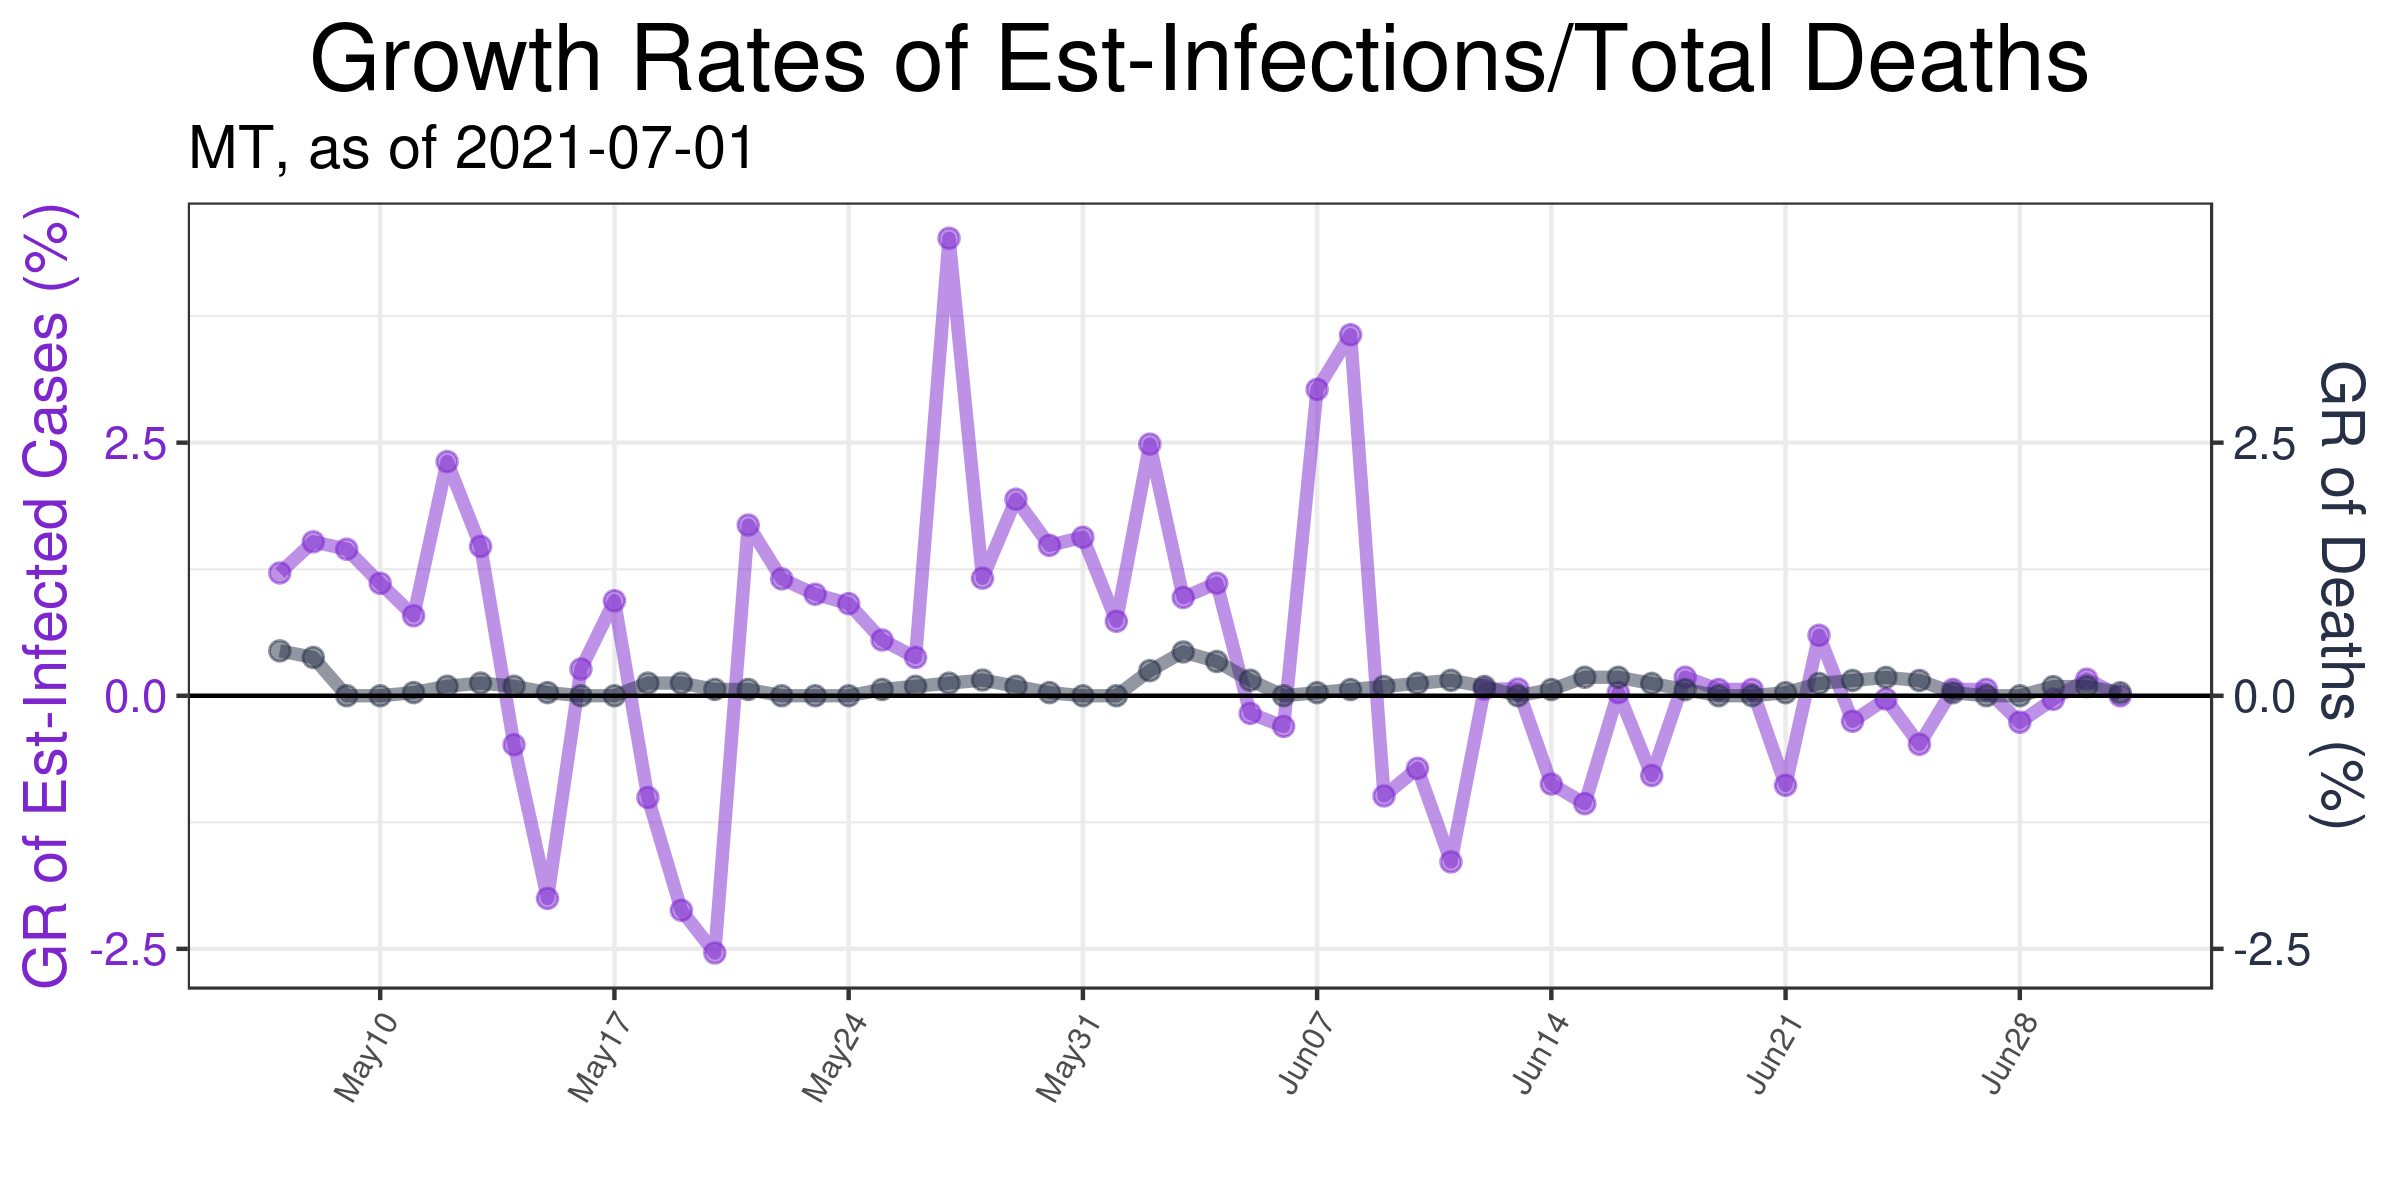 Growth Rates of Est-Infections/Total Deaths
MT, as of 2021-07-01
GR of Est-Infected Cases (%)
2.5
0.0
-2.5
2.5
0.0
-2.5
GR of Deaths (%)
May10
May17
May24
May31
Jun07
Jun14
Jun21
Jun28